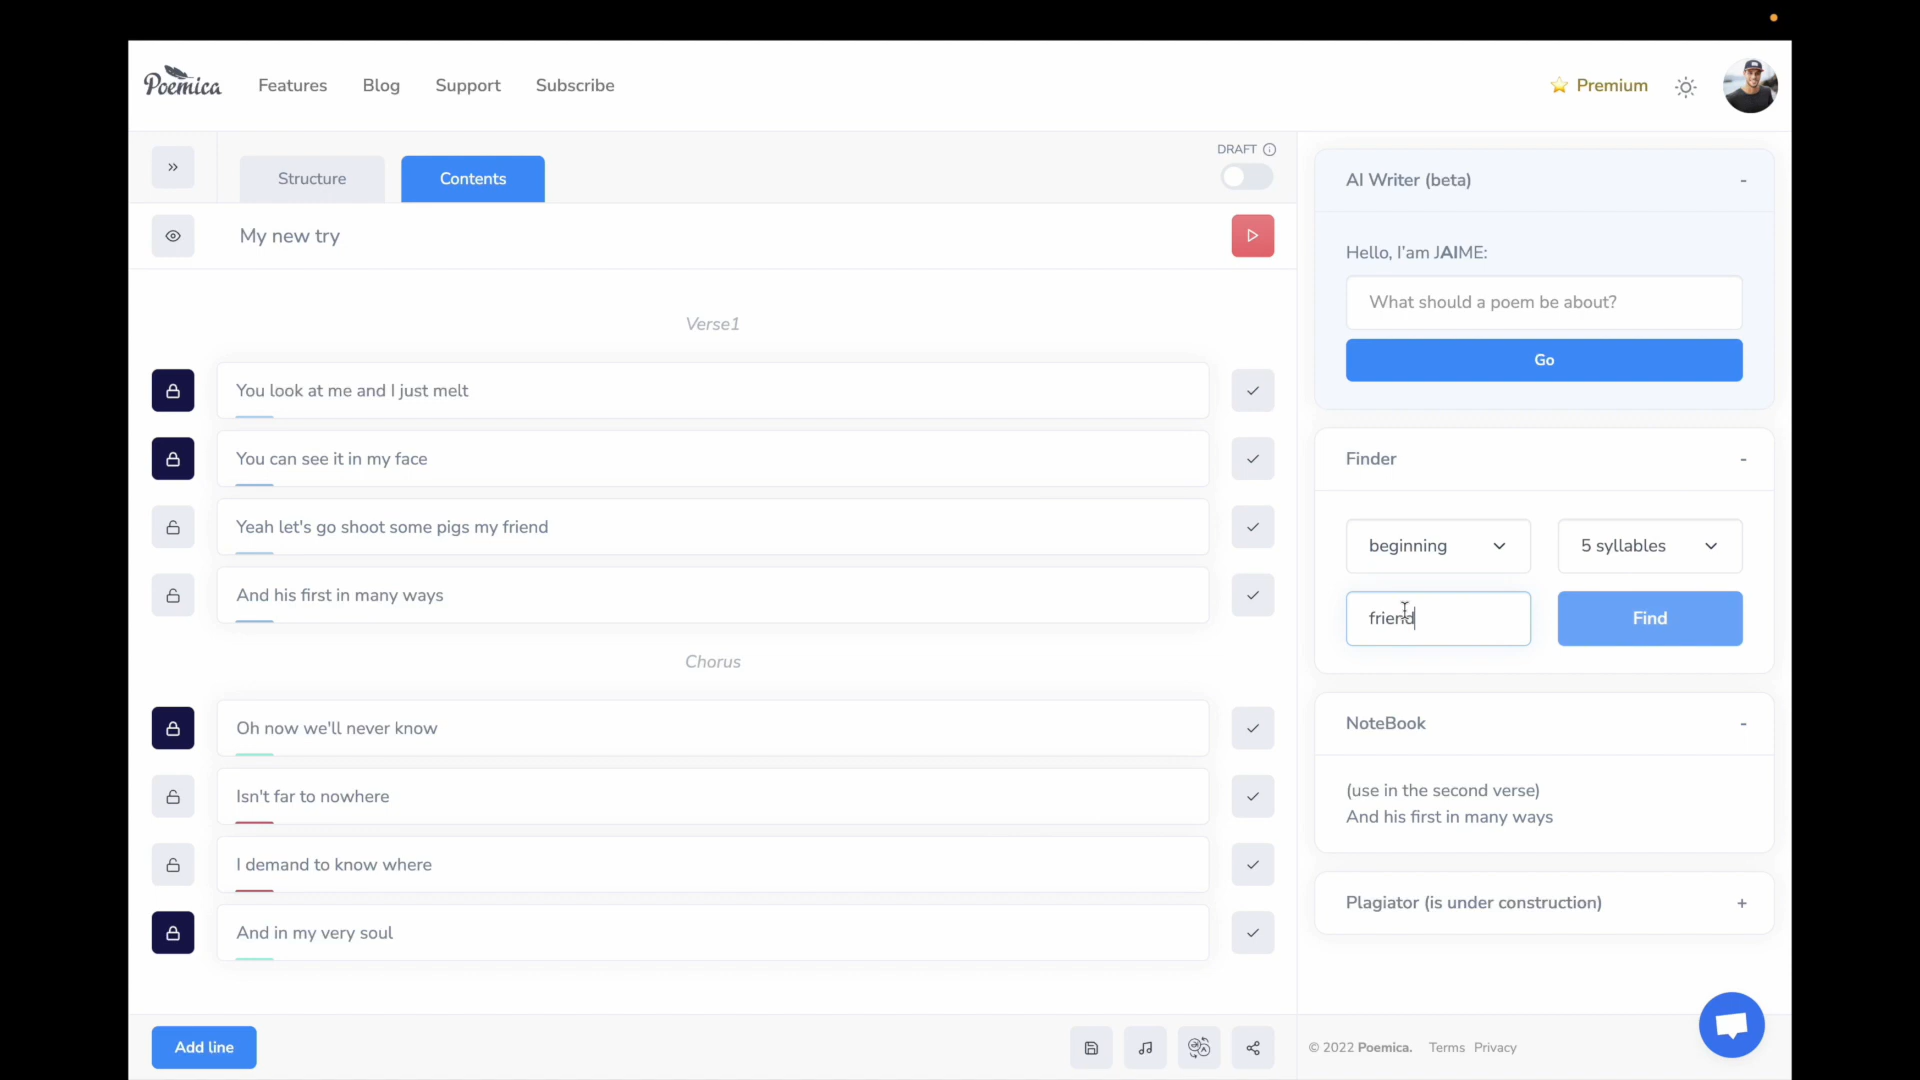 Poemica
Features
Blog
Support
Subscribe
Premium
Structure
Contents
DRAFT
My new try
Verse1
You look at me and I just melt
You can see it in my face
Yeah let's go shoot some pigs my friend
And his first in many ways
Chorus
Oh now we'll never know
Isn't far to nowhere
I demand to know where
And in my very soul
Add line
AI Writer (beta)
-
Hello, I'am JAIME:
What should a poem be about?
Go
Finder
-
beginning
5 syllables
friend
Find
NoteBook
-
(use in the second verse)
And his first in many ways
Plagiator (is under construction)
+
© 2022 Poemica. Terms Privacy